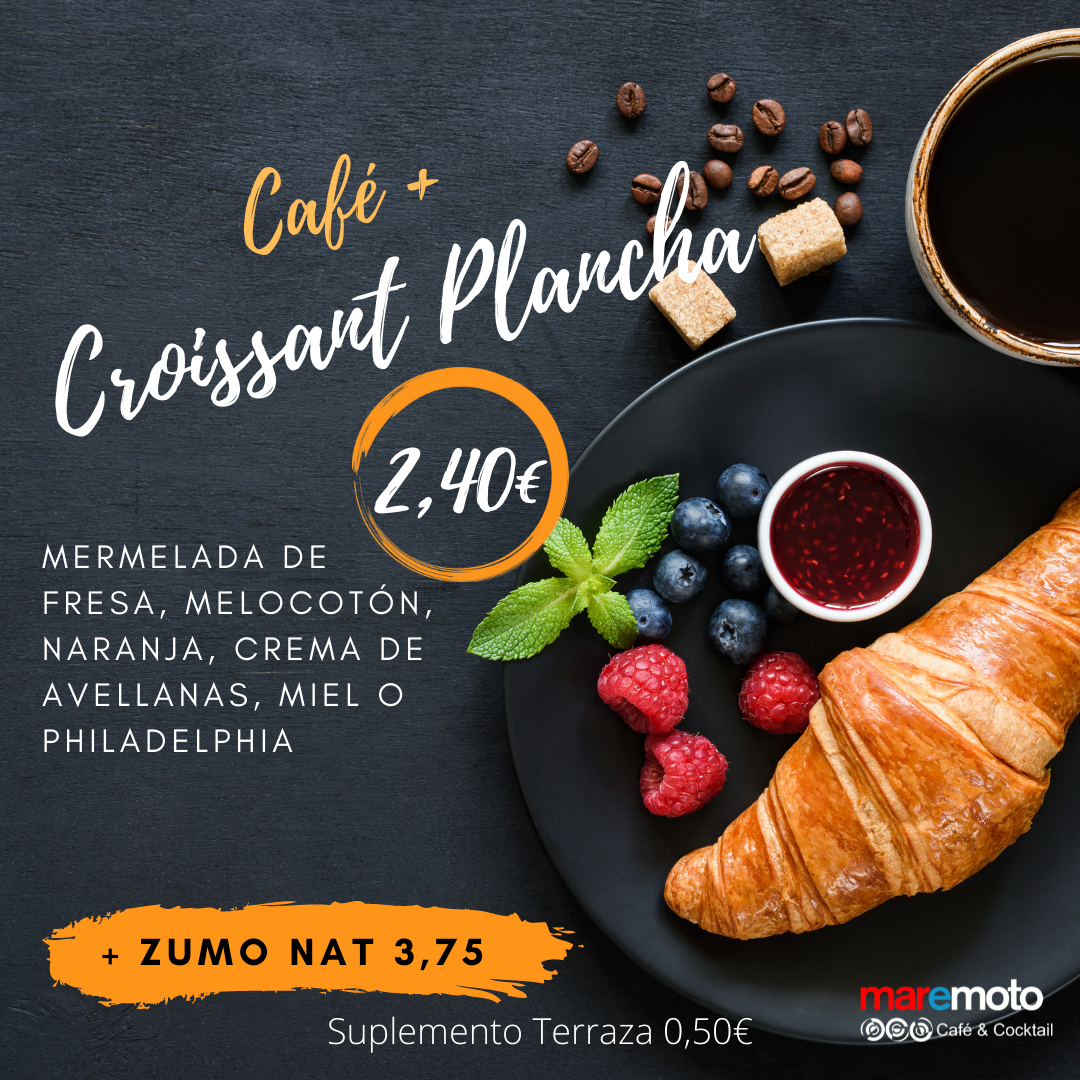 Café +
Croissant Plancha
2,40€
MERMELADA DE
FRESA, MELOCOTÓN,
NARANJA, CREMA DE
AVELLANAS, MIEL O
PHILADELPHIA
+ ZUMO NAT 3,75
Suplemento Terraza 0,50€
maremoto
Café & Cocktail